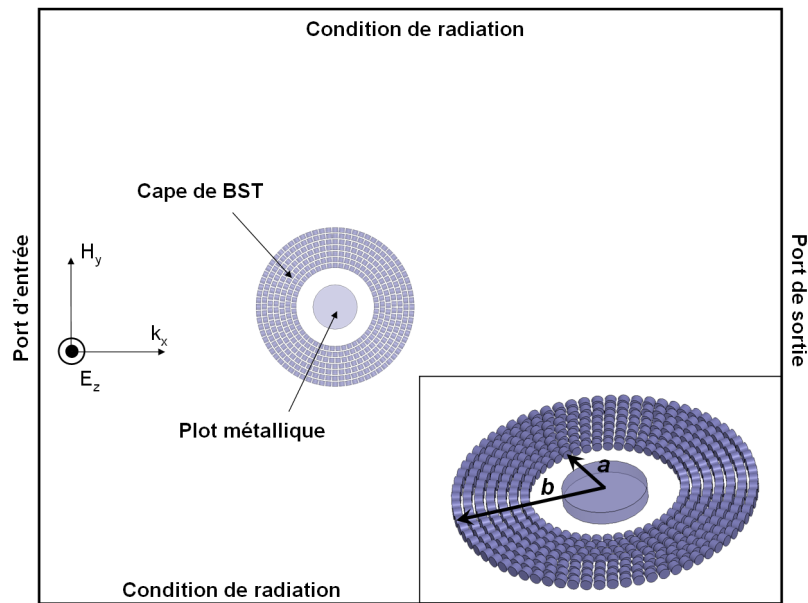 Condition de radiation
Cape de BST
Port d'entrée
H_y
k_x
E_z
Port de sortie
Plot métallique
a
b
Condition de radiation